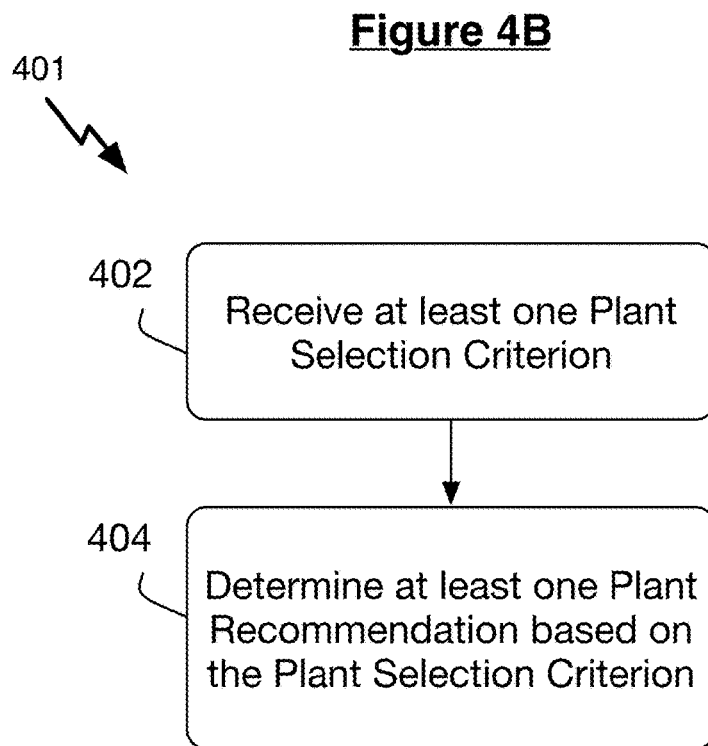 Figure 4B
401
402
Receive at least one Plant
Selection Criterion
404
Determine at least one Plant
Recommendation based on
the Plant Selection Criterion